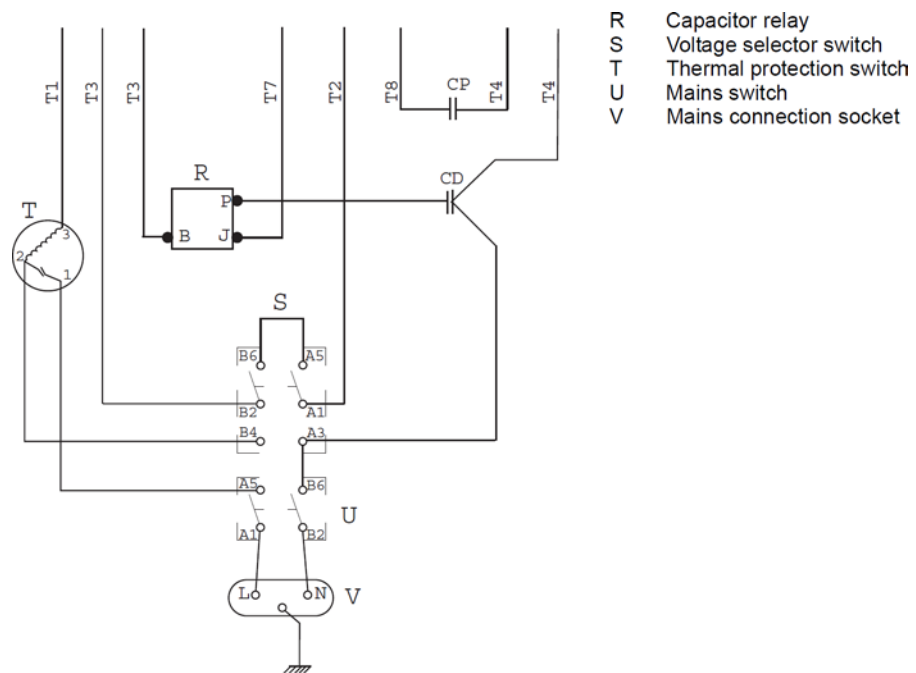 R Capacitor relay
S Voltage selector switch
T Thermal protection switch
U Mains switch
V Mains connection socket
T1 T3 T3 T7 T2 T8 T4 T4
CP
CD
R
P
B J
T
3
2
1
S
B6 A5
B2 A1
B4 A3
A5 B6
U
A1 B2
L N V